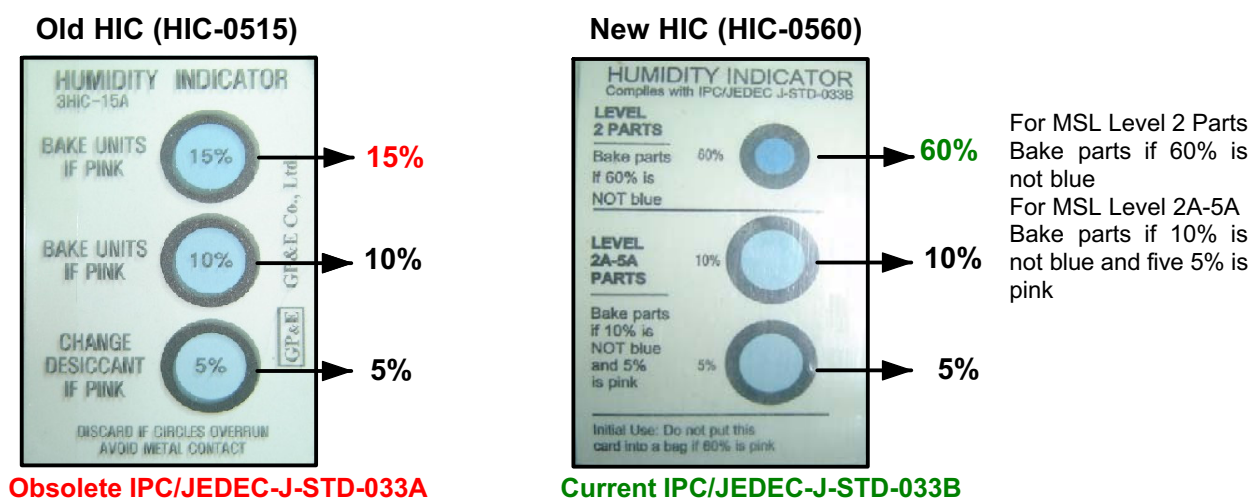 Old HIC (HIC-0515)
HUMIDITY INDICATOR
3HIC-15A
BAKE UNITS
IF PINK
15%
15%
BAKE UNITS
IF PINK
10%
10%
CHANGE
DESICCANT
IF PINK
5%
5%
GP&E GP&E Co., Ltd
DISCARD IF CIRCLES OVERRUN
AVOID METAL CONTACT
Obsolete IPC/JEDEC-J-STD-033A
New HIC (HIC-0560)
HUMIDITY INDICATOR
Complies with IPC/JEDEC J-STD-033B
LEVEL
2 PARTS
Bake parts
if 60% is
NOT blue
60%
60%
LEVEL
2A-5A
PARTS
10%
10%
Bake parts
if 10% is
NOT blue
and 5%
is pink
5%
5%
Initial Use: Do not put this
card into a bag if 60% is pink
Current IPC/JEDEC-J-STD-033B
For MSL Level 2 Parts
Bake parts if 60% is
not blue
For MSL Level 2A-5A
Bake parts if 10% is
not blue and five 5% is
pink